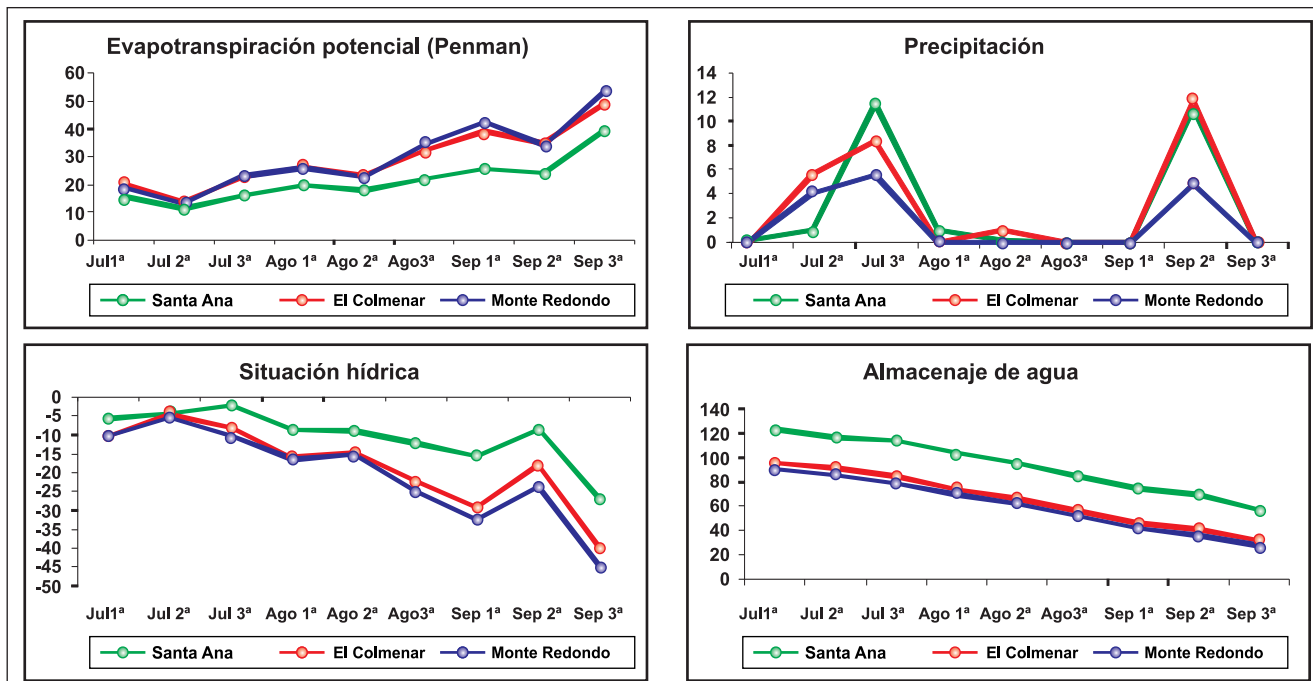 Evapotranspiración potencial (Penman)
60
50
40
30
20
10
0
Jul1ª Jul 2ª Jul 3ª Ago 1ª Ago 2ª Ago3ª Sep 1ª Sep 2ª Sep 3ª
Santa Ana El Colmenar Monte Redondo
Precipitación
14
12
10
8
6
4
2
0
Jul1ª Jul 2ª Jul 3ª Ago 1ª Ago 2ª Ago3ª Sep 1ª Sep 2ª Sep 3ª
Santa Ana El Colmenar Monte Redondo
Situación hídrica
0
-5
-10
-15
-20
-25
-30
-35
-40
-45
-50
Jul1ª Jul 2ª Jul 3ª Ago 1ª Ago 2ª Ago3ª Sep 1ª Sep 2ª Sep 3ª
Santa Ana El Colmenar Monte Redondo
Almacenaje de agua
140
120
100
80
60
40
20
0
Jul1ª Jul 2ª Jul 3ª Ago 1ª Ago 2ª Ago3ª Sep 1ª Sep 2ª Sep 3ª
Santa Ana El Colmenar Monte Redondo